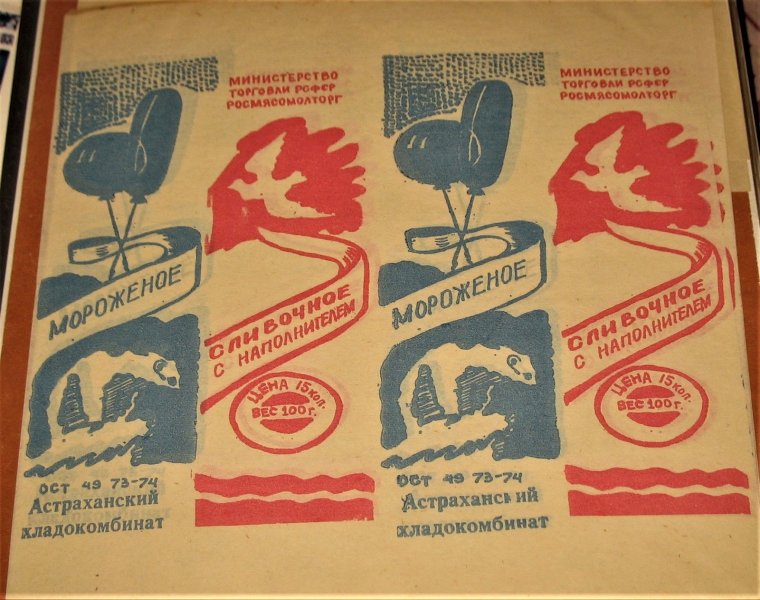 МИНИСТЕРСТВО
ТОРГОВЛИ РСФСР
РОСМЯСОМОЛТОРГ
МОРОЖЕНОЕ
СЛИВОЧНОЕ
С НАПОЛНИТЕЛЕМ
ЦЕНА 15 коп.
ВЕС 100 г.
ОСТ 49 73-74
Астраханский
хладокомбинат
МИНИСТЕРСТВО
ТОРГОВЛИ РСФСР
РОСМЯСОМОЛТОРГ
МОРОЖЕНОЕ
СЛИВОЧНОЕ
С НАПОЛНИТЕЛЕМ
ЦЕНА 15 коп.
ВЕС 100 г.
ОСТ 49 73-74
Астраханский
хладокомбинат